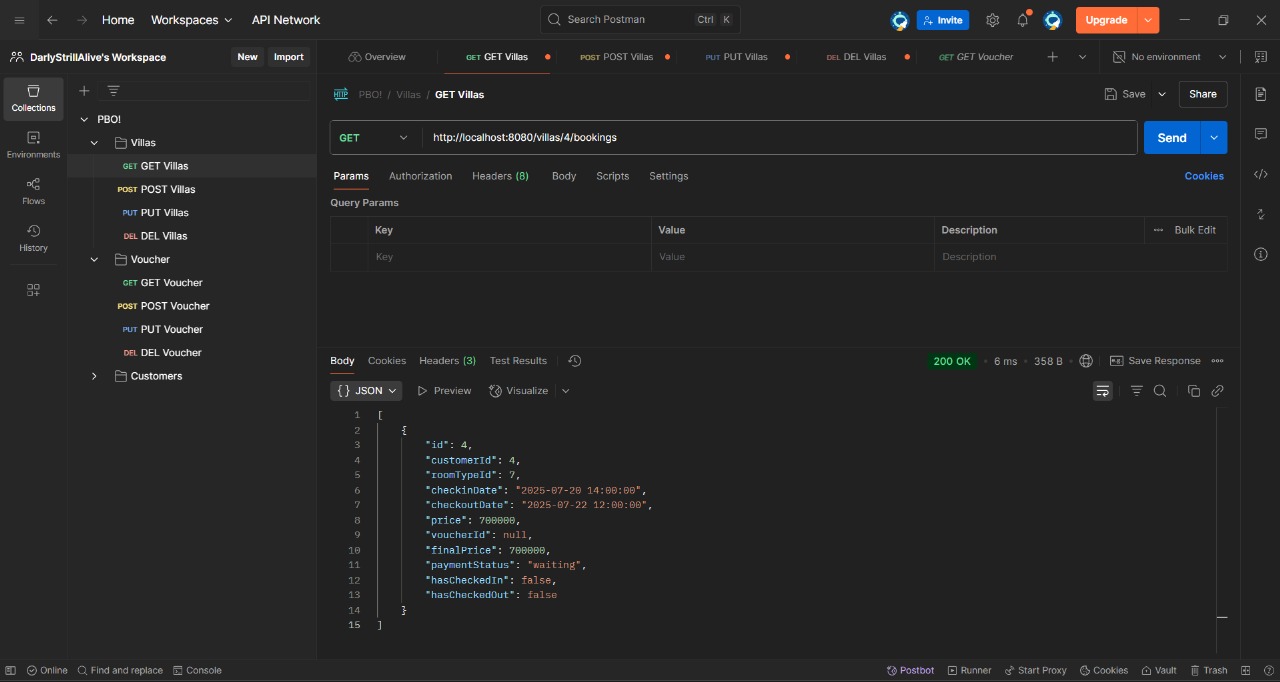 Home Workspaces API Network Search Postman Ctrl K Invite Upgrade
DarlyStrillAlive's Workspace New Import Overview GET GET Villas POST POST Villas PUT PUT Villas DEL DEL Villas GET GET Voucher No environment
Collections
Environments
Flows
History
PBO!
Villas
GET GET Villas
POST POST Villas
PUT PUT Villas
DEL DEL Villas
Voucher
GET GET Voucher
POST POST Voucher
PUT PUT Voucher
DEL DEL Voucher
Customers
HTTP PBO! / Villas / GET Villas Save Share
GET http://localhost:8080/villas/4/bookings Send
Params Authorization Headers (8) Body Scripts Settings Cookies
Query Params
Key Value Description Bulk Edit
Key Value Description
Body Cookies Headers (3) Test Results 200 OK 6 ms 358 B Save Response
{} JSON Preview Visualize
1 [
2 {
3 "id": 4,
4 "customerId": 4,
5 "roomTypeId": 7,
6 "checkinDate": "2025-07-20 14:00:00",
7 "checkoutDate": "2025-07-22 12:00:00",
8 "price": 700000,
9 "voucherId": null,
10 "finalPrice": 700000,
11 "paymentStatus": "waiting",
12 "hasCheckedIn": false,
13 "hasCheckedOut": false
14 }
15 ]
Online Find and replace Console Postbot Runner Start Proxy Cookies Vault Trash